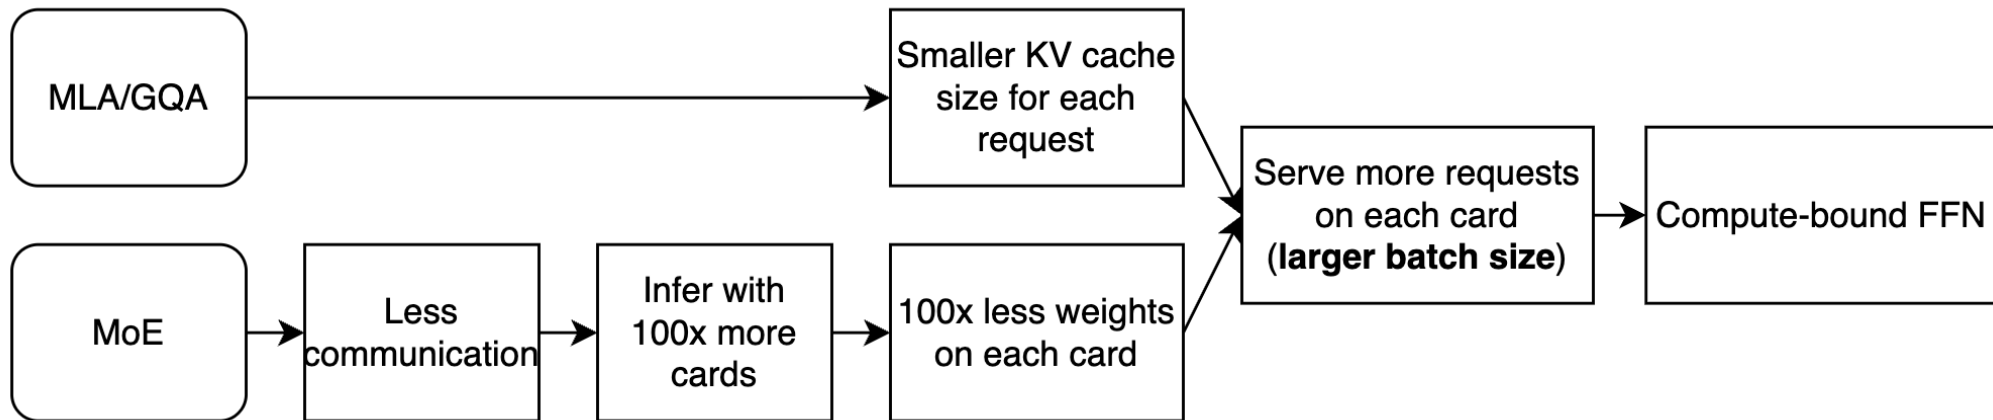 MLA/GQA
Smaller KV cache
size for each
request
Serve more requests
on each card
(larger batch size)
Compute-bound FFN
MoE
Less
communication
Infer with
100x more
cards
100x less weights
on each card